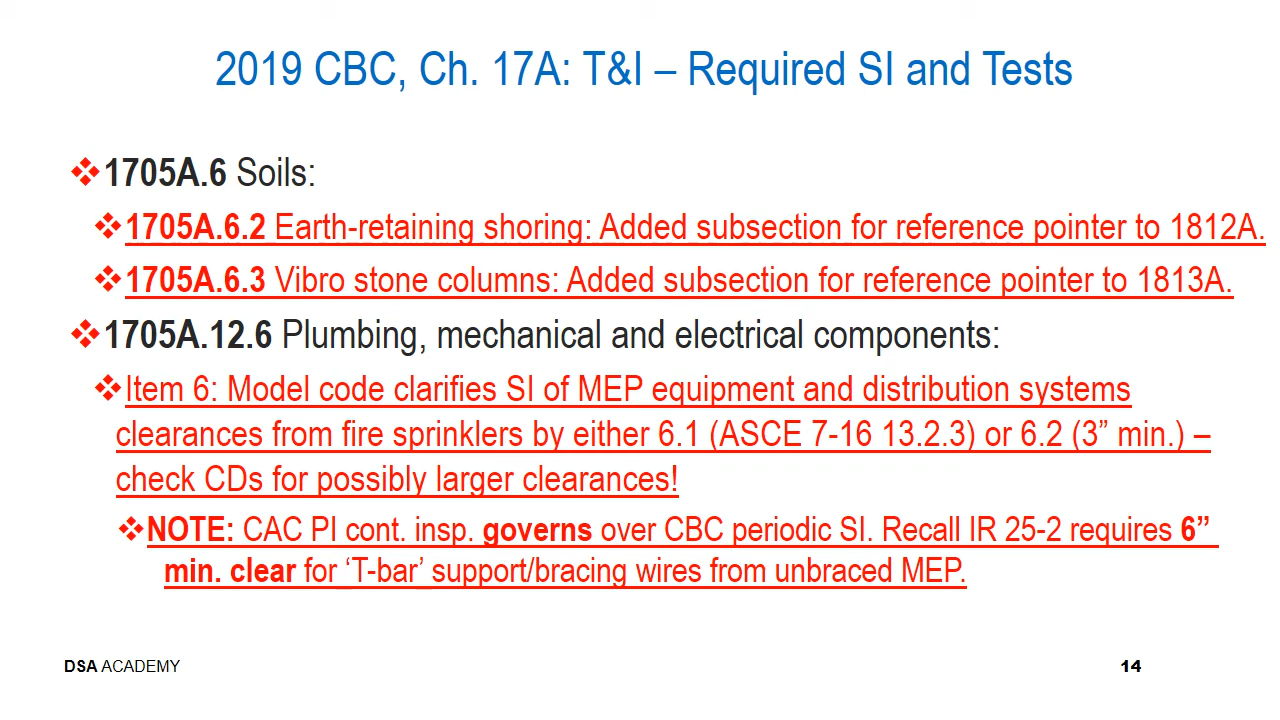 2019 CBC, Ch. 17A: T&I – Required SI and Tests
1705A.6 Soils:
1705A.6.2 Earth-retaining shoring: Added subsection for reference pointer to 1812A.
1705A.6.3 Vibro stone columns: Added subsection for reference pointer to 1813A.
1705A.12.6 Plumbing, mechanical and electrical components:
Item 6: Model code clarifies SI of MEP equipment and distribution systems
clearances from fire sprinklers by either 6.1 (ASCE 7-16 13.2.3) or 6.2 (3” min.) –
check CDs for possibly larger clearances!
NOTE: CAC PI cont. insp. governs over CBC periodic SI. Recall IR 25-2 requires 6”
min. clear for ‘T-bar’ support/bracing wires from unbraced MEP.
DSA ACADEMY
14